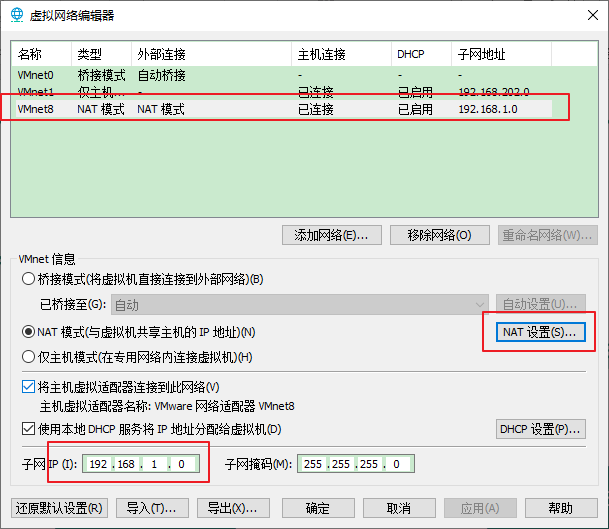 虚拟网络编辑器
名称 类型 外部连接 主机连接 DHCP 子网地址
VMnet0 桥接模式 自动桥接 - - -
VMnet1 仅主机... - 已连接 已启用 192.168.202.0
VMnet8 NAT 模式 NAT 模式 已连接 已启用 192.168.1.0
添加网络(E)... 移除网络(O) 重命名网络(W)...
VMnet 信息
桥接模式(将虚拟机直接连接到外部网络)(B)
已桥接至(G): 自动 自动设置(U)...
NAT 模式(与虚拟机共享主机的 IP 地址)(N) NAT 设置(S)...
仅主机模式(在专用网络内连接虚拟机)(H)
将主机虚拟适配器连接到此网络(V)
主机虚拟适配器名称: VMware 网络适配器 VMnet8
使用本地 DHCP 服务将 IP 地址分配给虚拟机(D) DHCP 设置(P)...
子网 IP (I): 192 . 168 . 1 . 0 子网掩码(M): 255 . 255 . 255 . 0
还原默认设置(R) 导入(T)... 导出(X)... 确定 取消 应用(A) 帮助